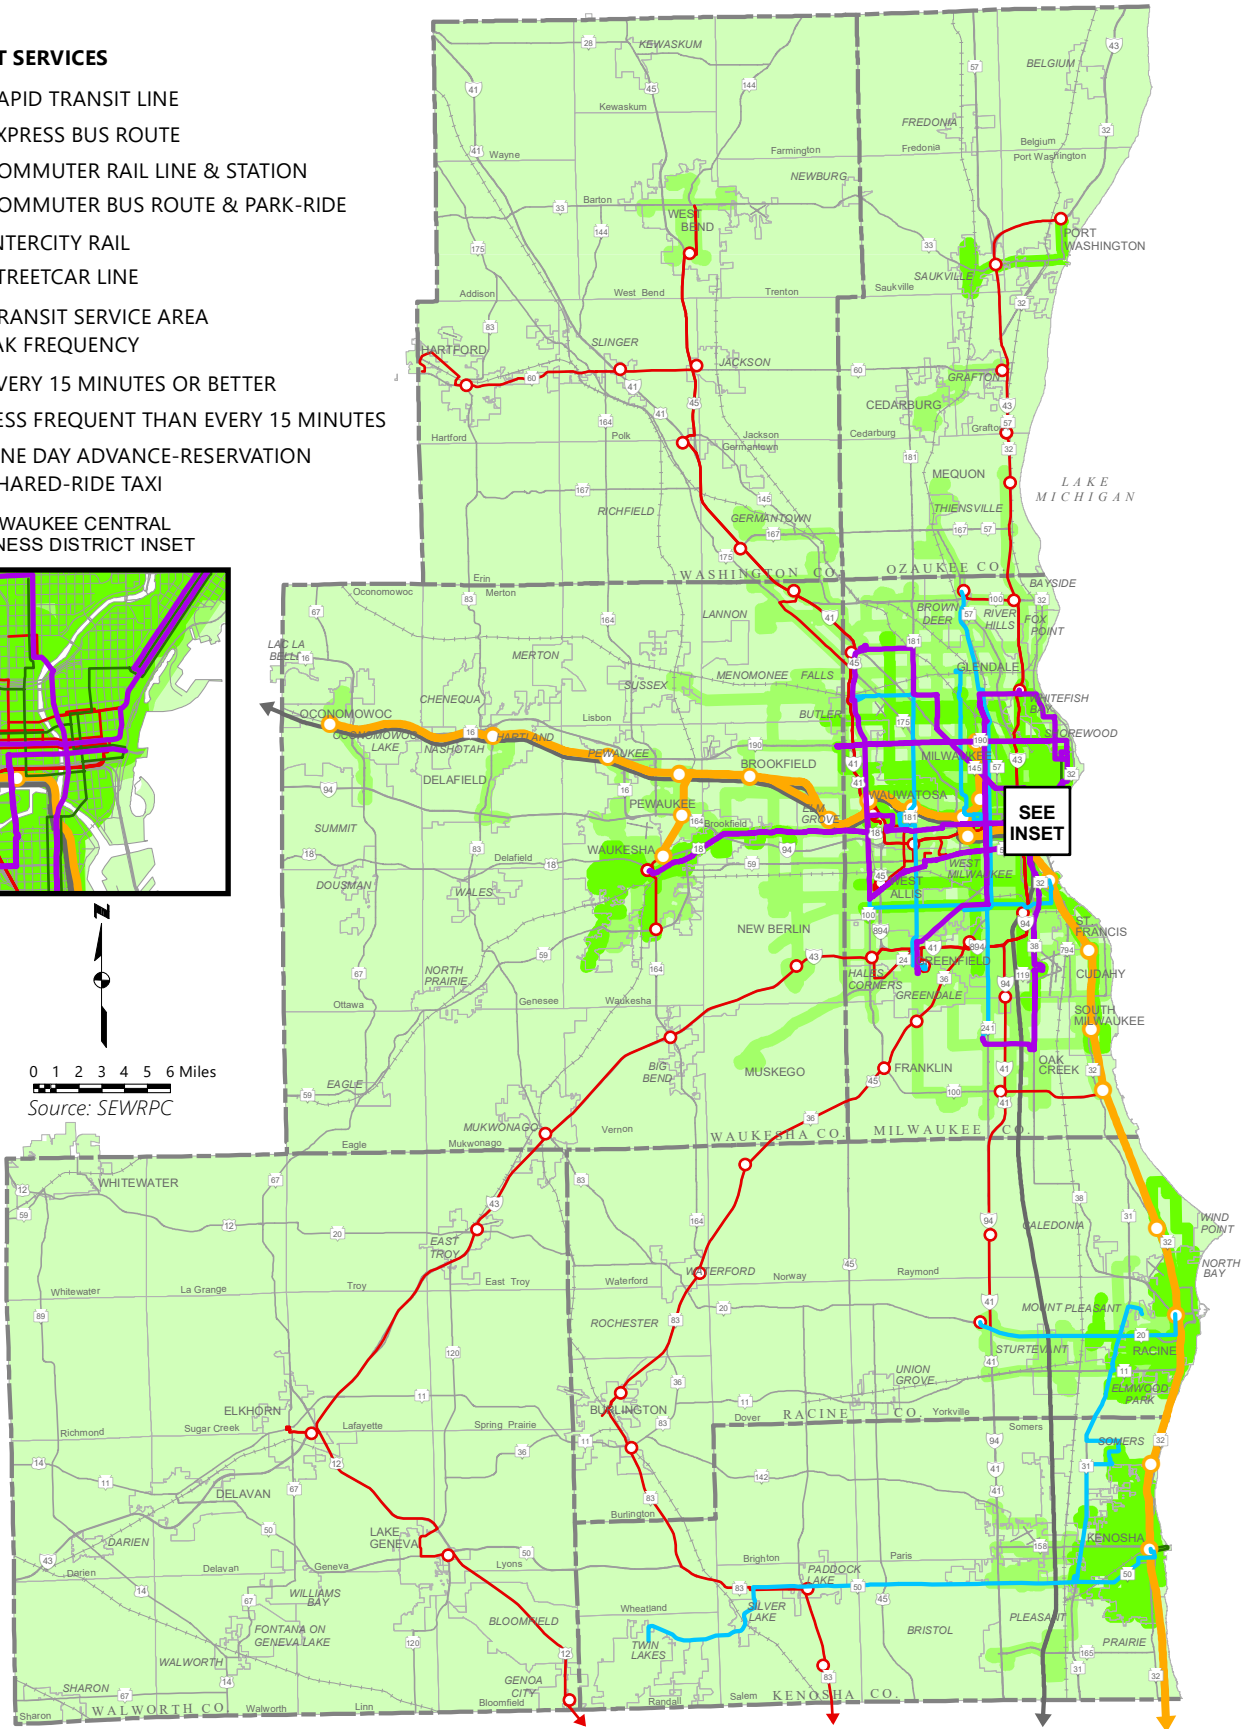 T SERVICES
APID TRANSIT LINE
XPRESS BUS ROUTE
OMMUTER RAIL LINE & STATION
OMMUTER BUS ROUTE & PARK-RIDE
NTERCITY RAIL
TREETCAR LINE
RANSIT SERVICE AREA
AK FREQUENCY
VERY 15 MINUTES OR BETTER
ESS FREQUENT THAN EVERY 15 MINUTES
NE DAY ADVANCE-RESERVATION
HARED-RIDE TAXI
WAUKEE CENTRAL
NESS DISTRICT INSET
N
0 1 2 3 4 5 6 Miles
Source: SEWRPC
KEWASKUM
Kewaskum
Wayne
Barton
WEST
BEND
Farmington
NEWBURG
BELGIUM
FREDONIA
Fredonia
Belgium
Port Washington
PORT
WASHINGTON
SAUKVILLE
Saukville
Addison
West Bend
Trenton
HARTFORD
SLINGER
JACKSON
GRAFTON
CEDARBURG
Hartford
Polk
Jackson
Germantown
Cedarburg
MEQUON
THIENSVILLE
LAKE
MICHIGAN
RICHFIELD
GERMANTOWN
Erin
WASHINGTON CO.
OZAUKEE CO.
Oconomowoc
Merton
LANNON
BROWN
DEER
RIVER
HILLS
BAYSIDE
FOX
POINT
LAC LA
MERTON
SUSSEX
MENOMONEE FALLS
GLENDALE
CHENEQUA
BUTLER
SHOREWOOD
OCONOMOWOC
LAKE
NASHOTAH
HARTLAND
Lisbon
PEWAUKEE
BROOKFIELD
MILWAUKEE
DELAFIELD
PEWAUKEE
Brookfield
ELM
GROVE
WAUWATOSA
SEE
INSET
SUMMIT
WAUKESHA
Delafield
DOUSMAN
WALES
WEST
MILWAUKEE
WEST
ALLIS
NEW BERLIN
ST.
FRANCIS
NORTH
PRAIRIE
HALES
CORNERS
GREENFIELD
GREENDALE
CUDAHY
Ottawa
Genesee
Waukesha
SOUTH
MILWAUKEE
BIG
BEND
MUSKEGO
FRANKLIN
OAK
CREEK
EAGLE
MUKWONAGO
Eagle
Mukwonago
Vernon
WAUKESHA CO.
MILWAUKEE CO.
WHITEWATER
EAST
TROY
WATERFORD
CALEDONIA
WIND
POINT
NORTH
BAY
Whitewater
La Grange
Troy
East Troy
Waterford
Norway
Raymond
ROCHESTER
MOUNT PLEASANT
STURTEVANT
RACINE
UNION
GROVE
ELMWOOD
PARK
ELKHORN
BURLINGTON
Richmond
Sugar Creek
Lafayette
Spring Prairie
Dover
RACINE CO.
Yorkville
Somers
SOMERS
DELAVAN
LAKE
GENEVA
Burlington
KENOSHA
DARIEN
Darien
Delavan
Geneva
Lyons
Brighton
Paris
PADDOCK
LAKE
WILLIAMS
BAY
Wheatland
SILVER
LAKE
PLEASANT
PRAIRIE
FONTANA ON
GENEVA LAKE
BLOOMFIELD
TWIN
LAKES
BRISTOL
WALWORTH
SHARON
GENOA
CITY
Sharon
WALWORTH CO.
Walworth
Linn
Bloomfield
Randall
Salem
KENOSHA CO.